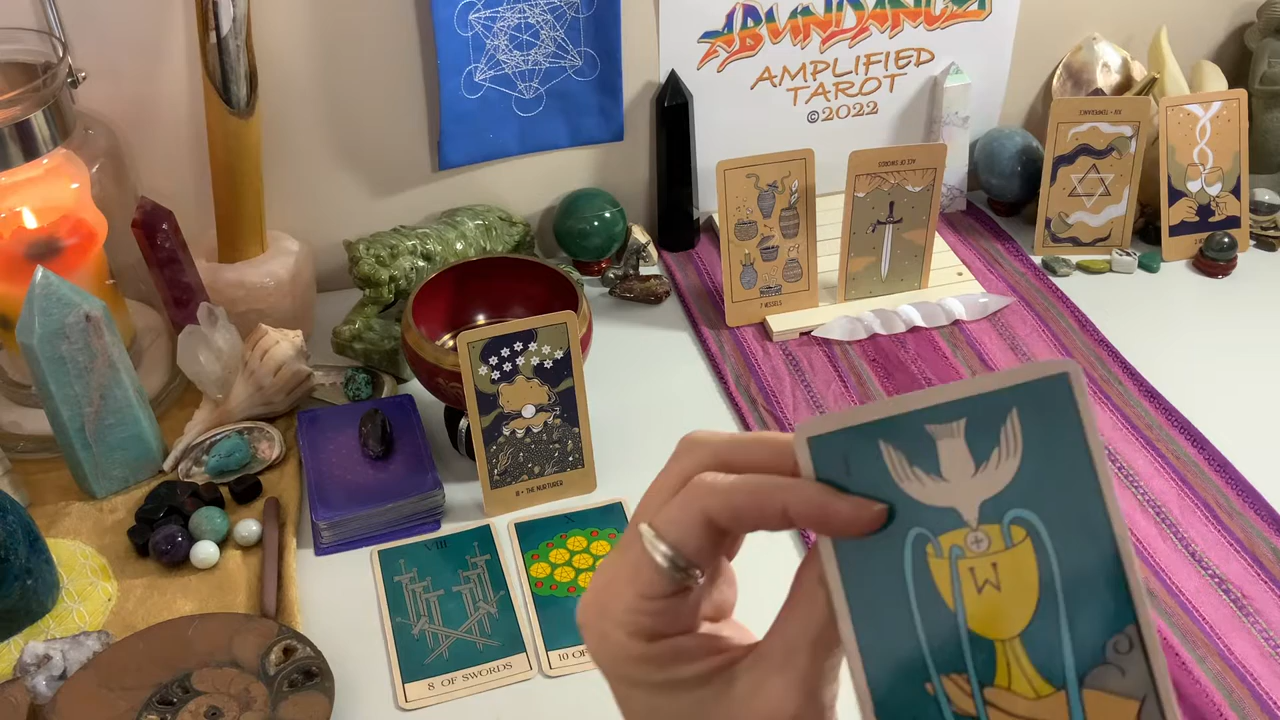 ABUNDANCE
AMPLIFIED
TAROT
©2022
7 VESSELS
ACE OF SWORDS
XIV • TEMPERANCE
8 • THE NURTURER
VIII
8 OF SWORDS
X
10 OF
W